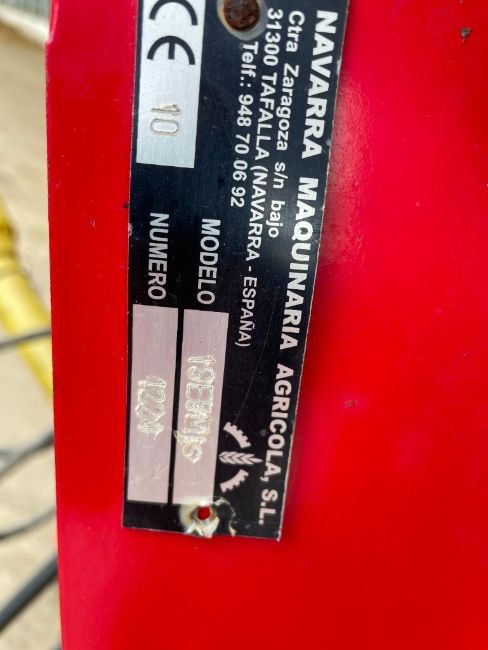 NAVARRA MAQUINARIA AGRICOLA, S.L.
Ctra Zaragoza s/n bajo
31300 TAFALLA (NAVARRA - ESPAÑA)
Telf.: 948 70 06 92
CE 10
MODELO
NUMERO 1224